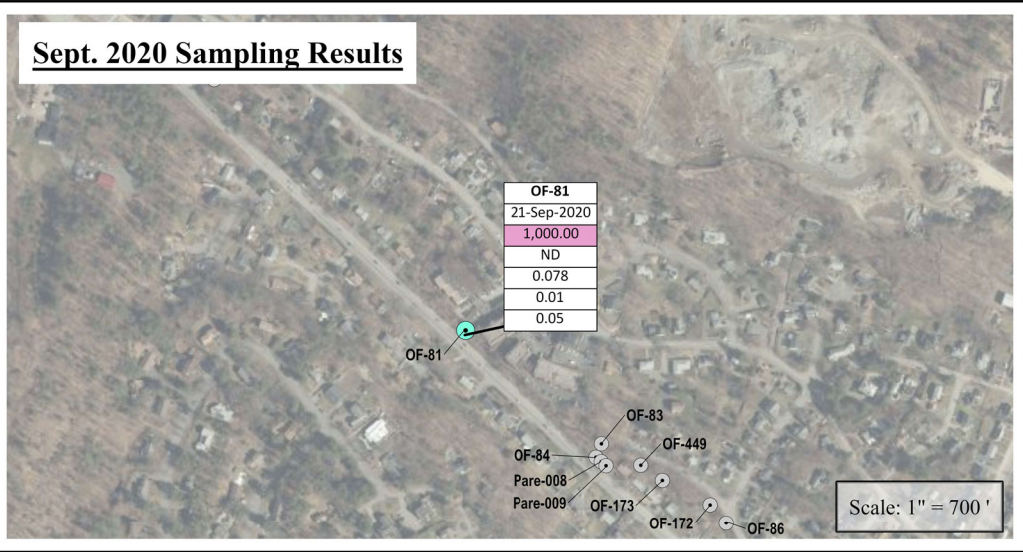 Sept. 2020 Sampling Results
OF-81
21-Sep-2020
1,000.00
ND
0.078
0.01
0.05
OF-81
OF-83
OF-84
OF-449
Pare-008
Pare-009
OF-173
OF-172
OF-86
Scale: 1" = 700 '